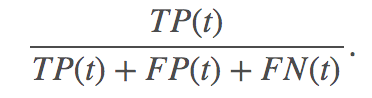 TP(t)
TP(t) + FP(t) + FN(t).